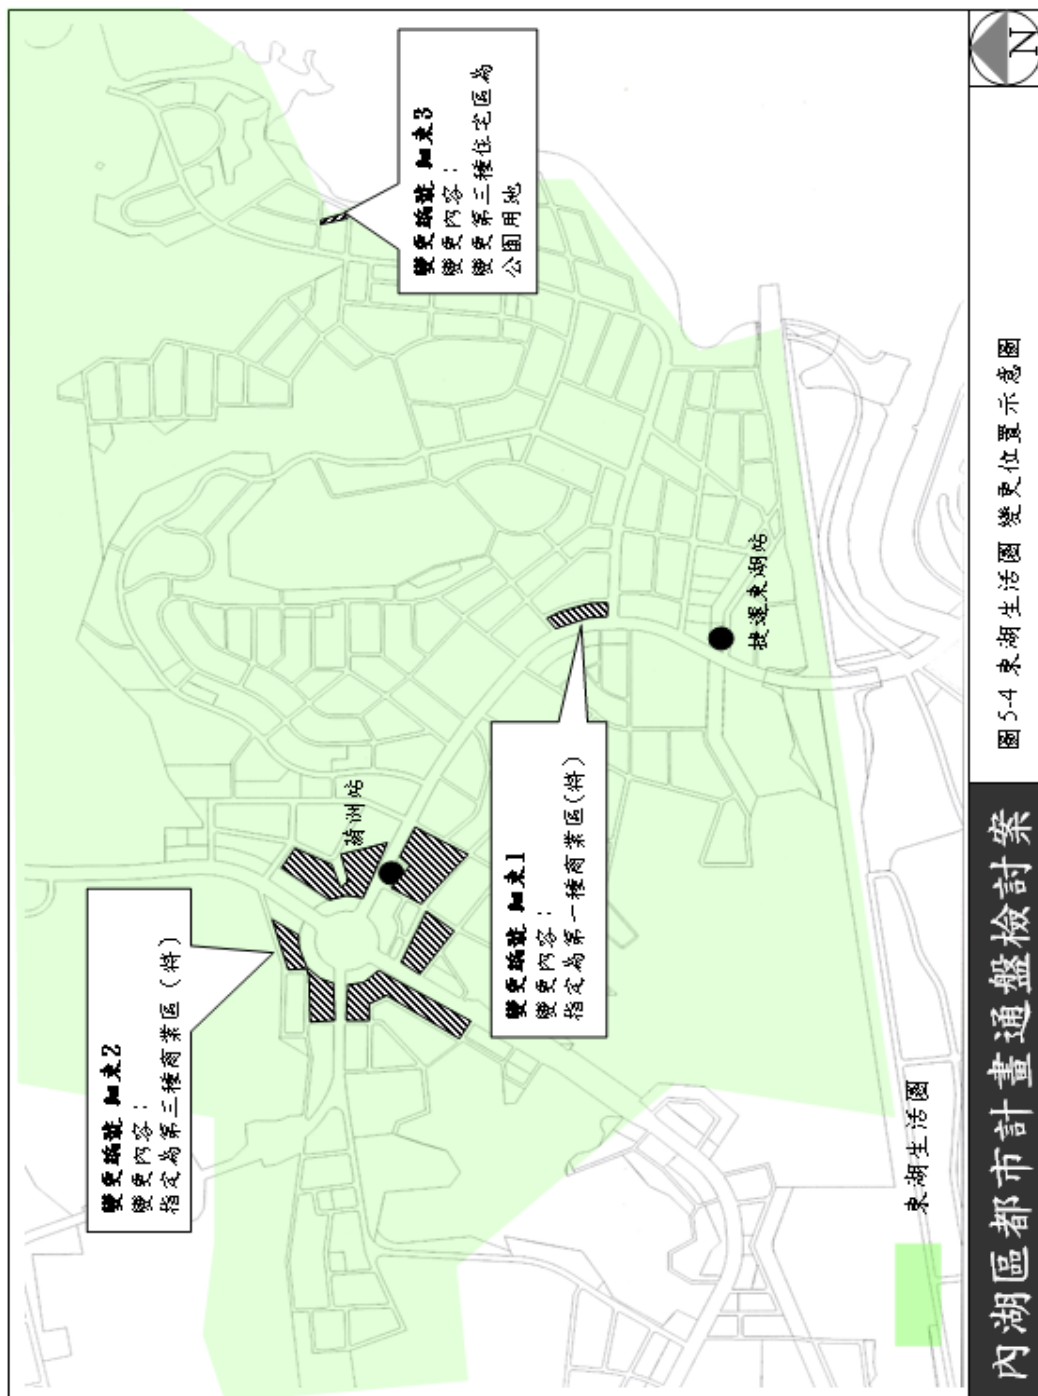 變更編號 細東3
變更內容：
變更第三種住宅區為
公園用地
變更編號 細東2
變更內容：
指定為第三種商業區（特）
葫洲站
變更編號 細東1
變更內容：
指定為第一種商業區(特)
捷運東湖站
東湖生活圈
內湖區都市計畫通盤檢討案
圖 5-4 東湖生活圈 變更位置示意圖
N